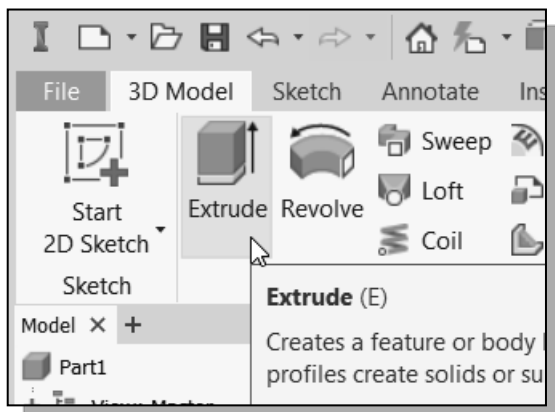 File 3D Model Sketch Annotate Ins
Start
2D Sketch
Extrude Revolve
Sweep
Loft
Coil
Sketch
Model × +
Extrude (E)
Creates a feature or body
profiles create solids or su
Part1